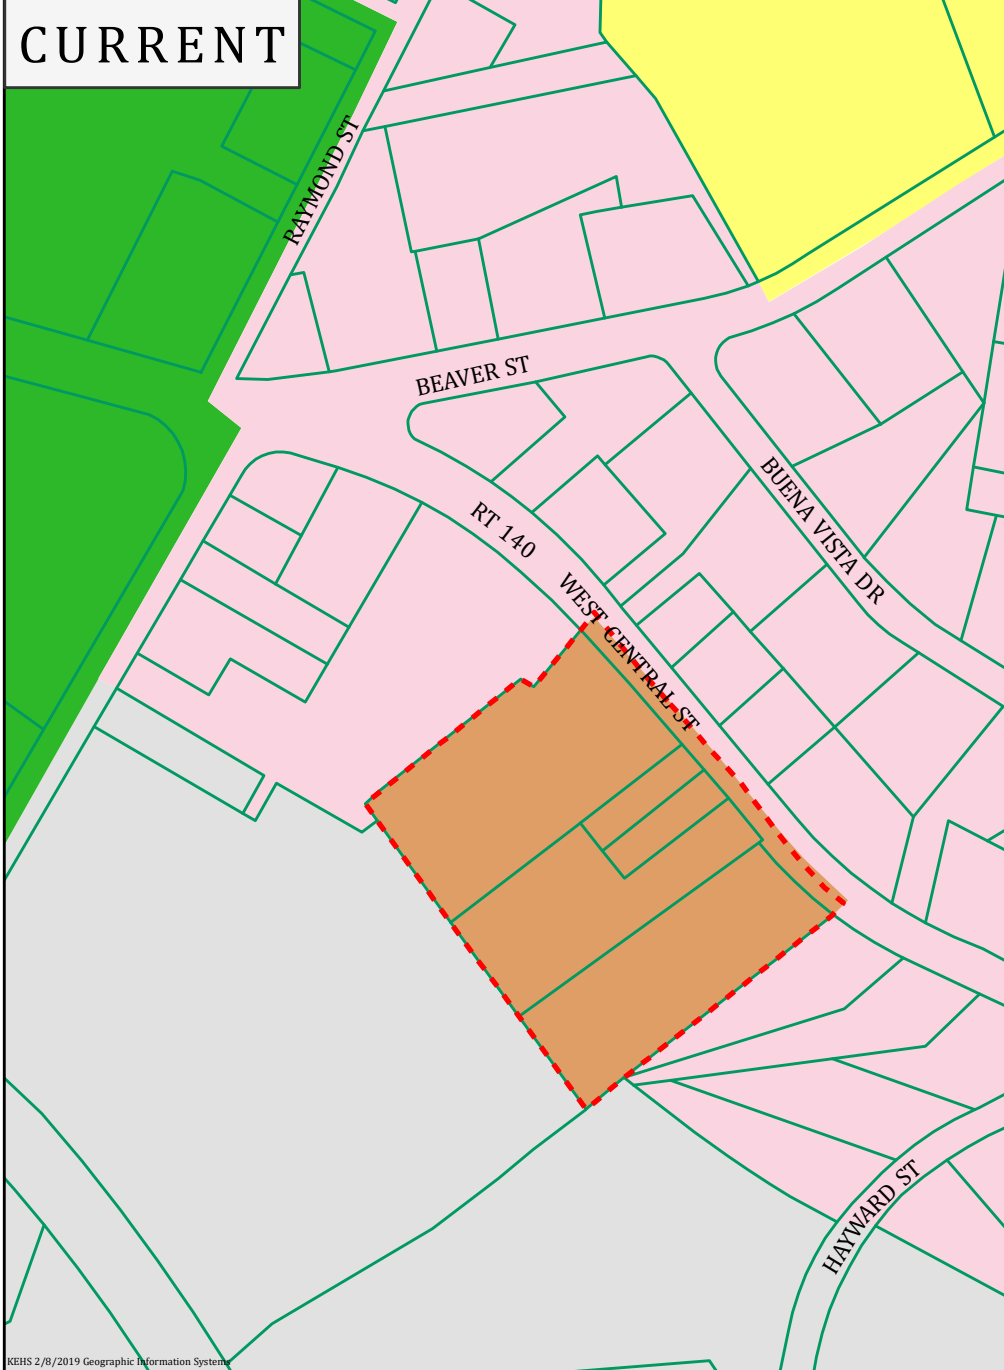 CURRENT
RAYMOND ST
BEAVER ST
BUENA VISTA DR
RT 140
WEST CENTRAL ST
HAYWARD ST
KEHS 2/8/2019 Geographic Information Systems